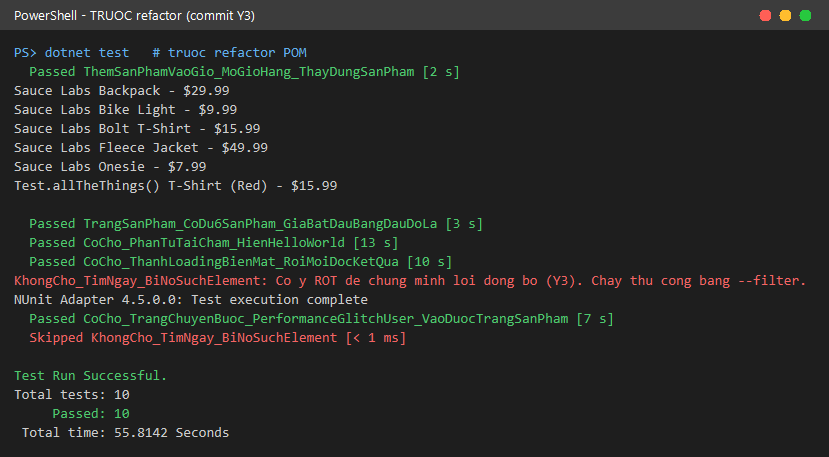 PowerShell - TRUOC refactor (commit Y3)
PS> dotnet test   # truoc refactor POM
  Passed ThemSanPhamVaoGio_MoGioHang_ThayDungSanPham [2 s]
Sauce Labs Backpack - $29.99
Sauce Labs Bike Light - $9.99
Sauce Labs Bolt T-Shirt - $15.99
Sauce Labs Fleece Jacket - $49.99
Sauce Labs Onesie - $7.99
Test.allTheThings() T-Shirt (Red) - $15.99
  Passed TrangSanPham_CoDu6SanPham_GiaBatDauBangDauDoLa [3 s]
  Passed CoCho_PhanTuTaiCham_HienHelloWorld [13 s]
  Passed CoCho_ThanhLoadingBienMat_RoiMoiDocKetQua [10 s]
KhongCho_TimNgay_BiNoSuchElement: Co y ROT de chung minh loi dong bo (Y3). Chay thu cong bang --filter.
NUnit Adapter 4.5.0.0: Test execution complete
  Passed CoCho_TrangChuyenBuoc_PerformanceGlitchUser_VaoDuocTrangSanPham [7 s]
  Skipped KhongCho_TimNgay_BiNoSuchElement [< 1 ms]
Test Run Successful.
Total tests: 10
     Passed: 10
 Total time: 55.8142 Seconds